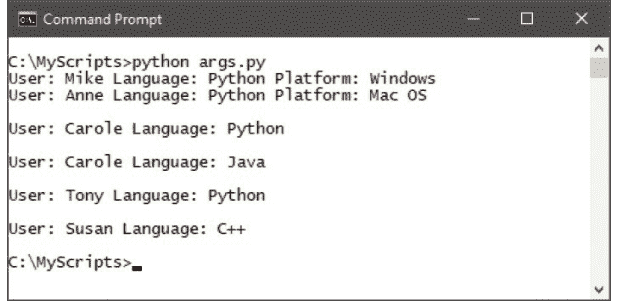 Command Prompt
C:\MyScripts>python args.py
User: Mike Language: Python Platform: Windows
User: Anne Language: Python Platform: Mac OS
User: Carole Language: Python
User: Carole Language: Java
User: Tony Language: Python
User: Susan Language: C++
C:\MyScripts>_